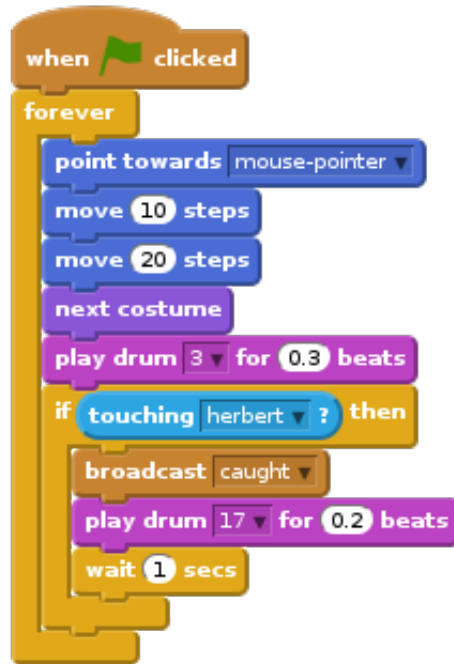 when clicked
forever
point towards mouse-pointer
move 10 steps
move 20 steps
next costume
play drum 3 for 0.3 beats
if touching herbert ? then
broadcast caught
play drum 17 for 0.2 beats
wait 1 secs